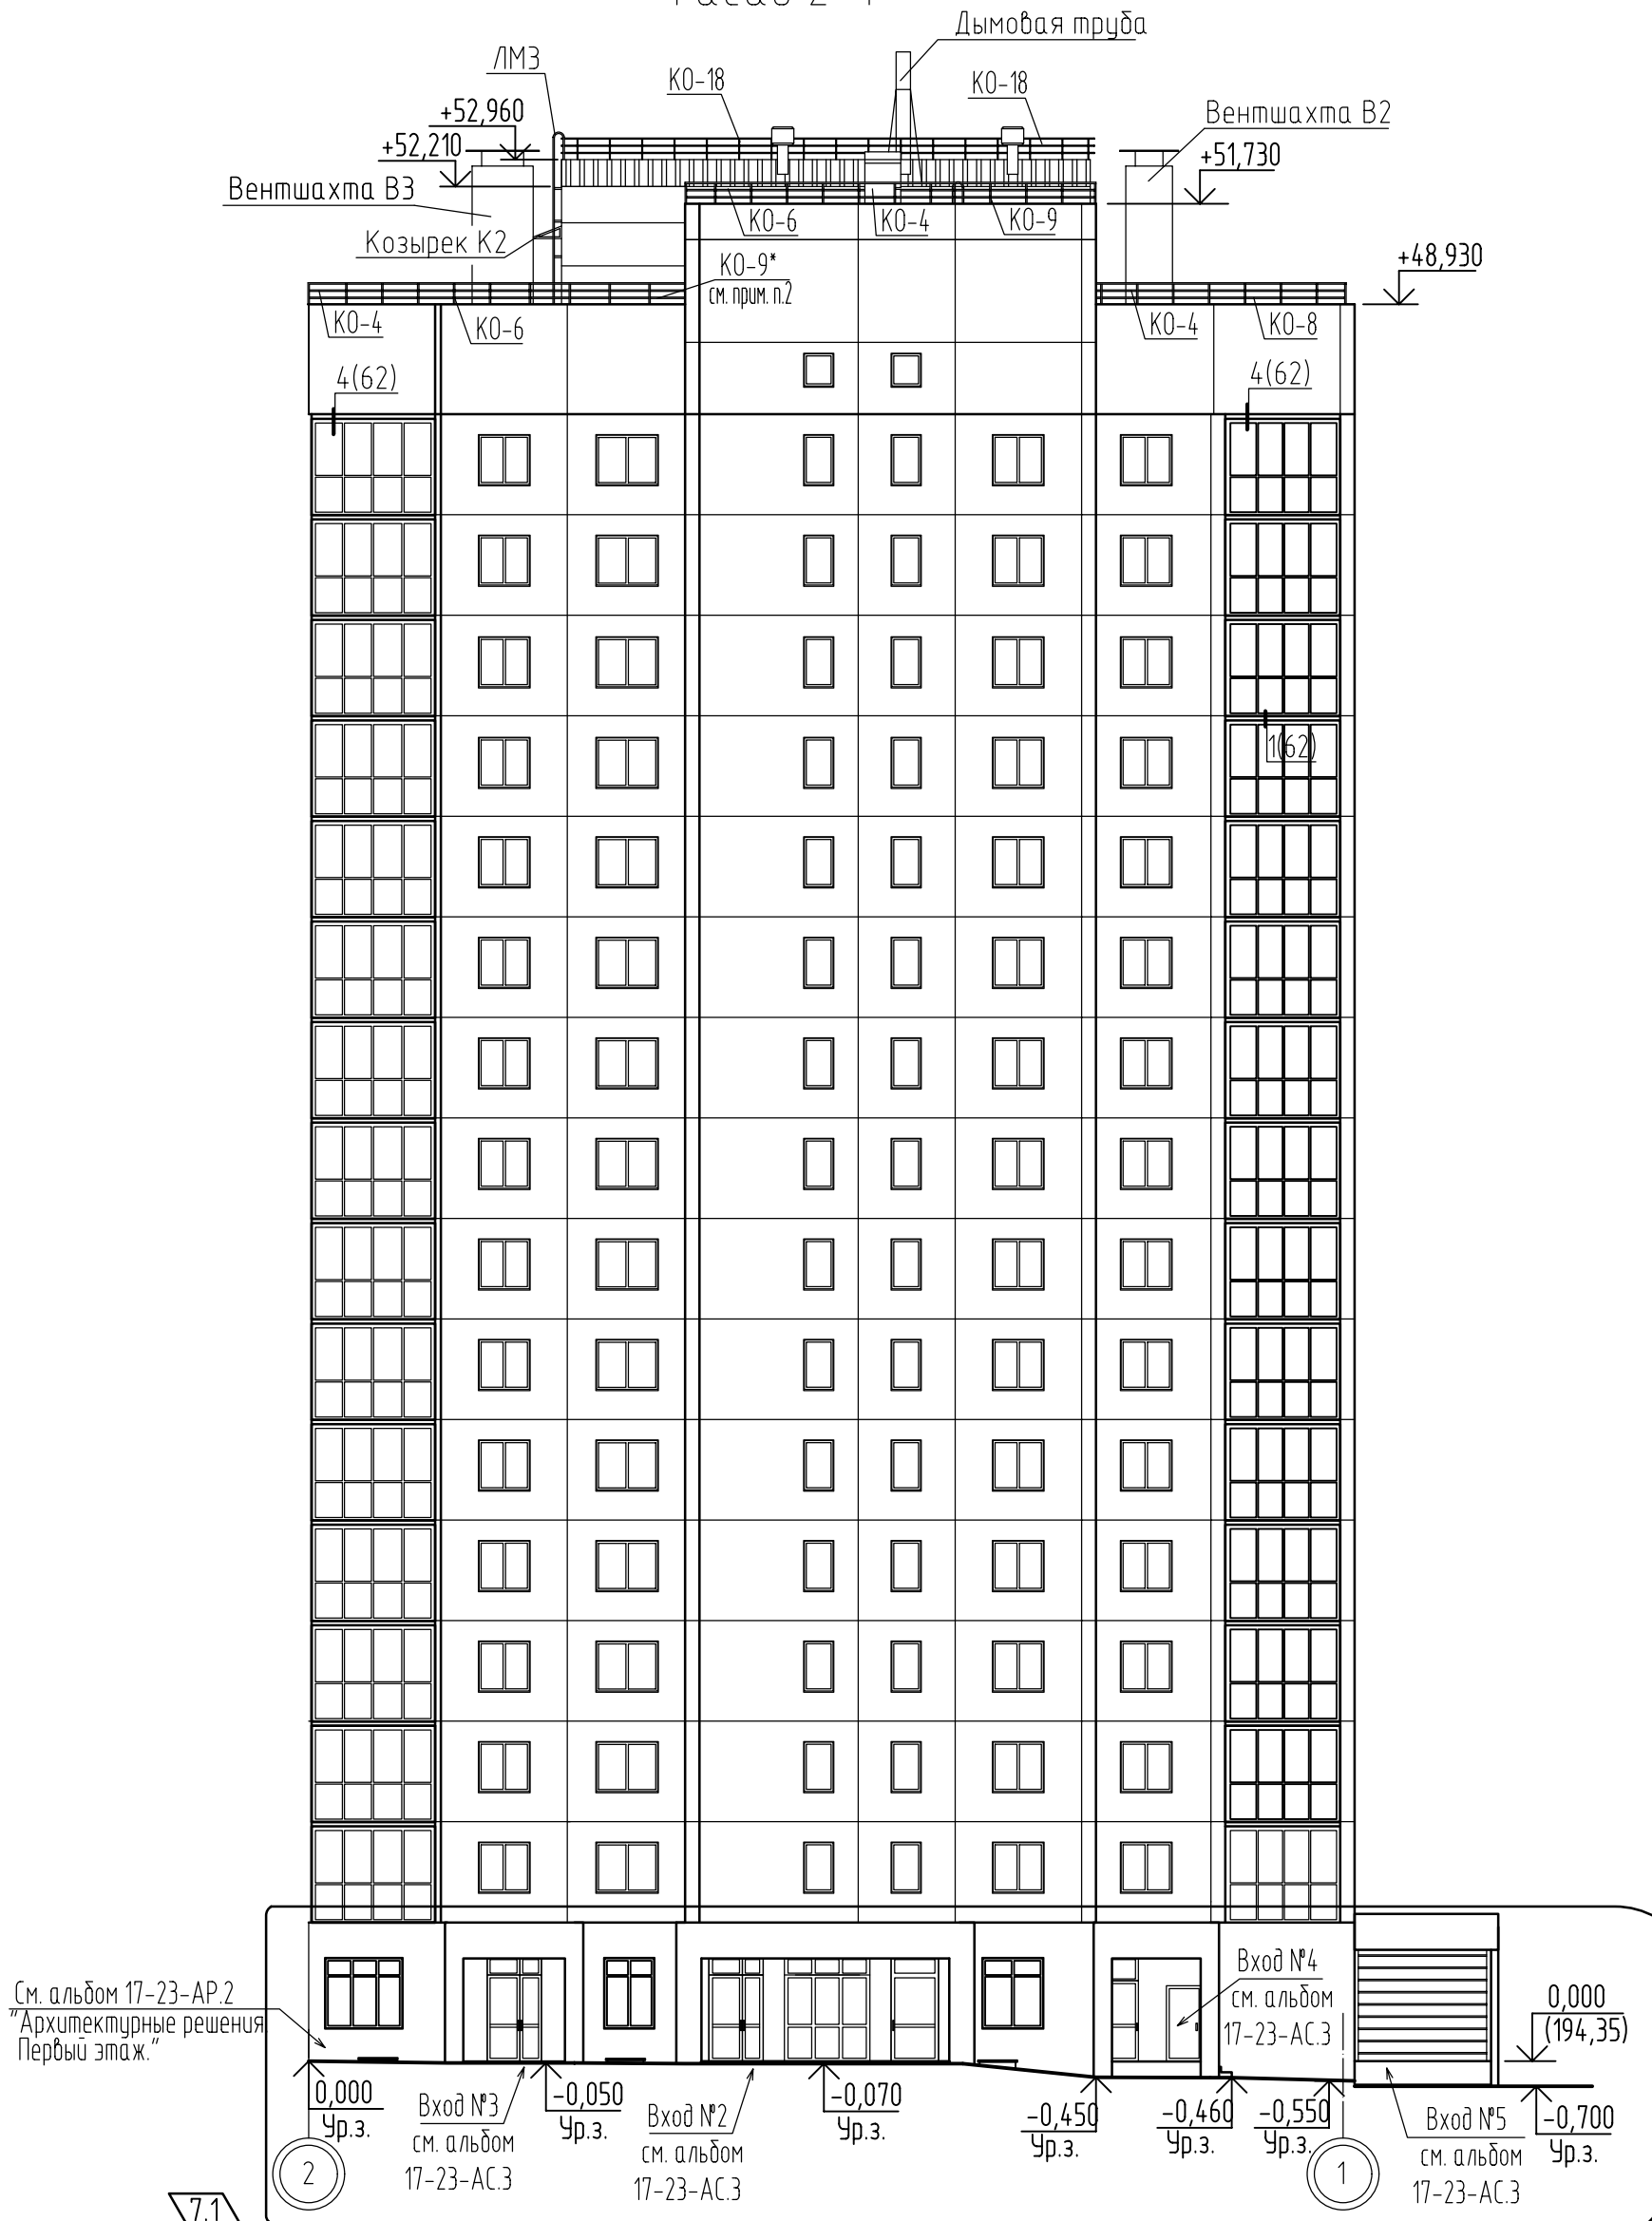 Фасад 2-1
Дымовая труба
ЛМЗ
КО-18
КО-18
+52,960
Вентшахта В2
+52,210
+51,730
Вентшахта В3
КО-6
КО-4
КО-9
Козырек К2
КО-9*
см. прим. п.2
+48,930
КО-4
КО-6
КО-4
КО-8
4(62)
4(62)
1(62)
См. альбом 17-23-АР.2
"Архитектурные решения.
Первый этаж."
Вход №4
см. альбом
17-23-АС.3
0,000
(194,35)
0,000
Ур.з.
Вход №3
см. альбом
17-23-АС.3
-0,050
Ур.з.
Вход №2
см. альбом
17-23-АС.3
-0,070
Ур.з.
-0,450
Ур.з.
-0,460
Ур.з.
-0,550
Ур.з.
Вход №5
см. альбом
17-23-АС.3
-0,700
Ур.з.
2
1
7.1